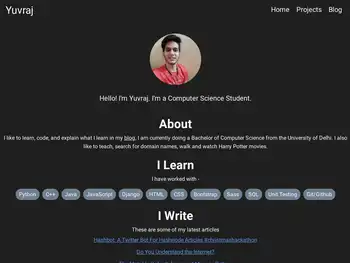 Yuvraj
Home Projects Blog
Hello! I'm Yuvraj. I'm a Computer Science Student.
About
I like to learn, code, and explain what I learn in my blog. I am currently doing a Bachelor of Computer Science from the University of Delhi. I also
like to teach, search for domain names, walk and watch Harry Potter movies.
I Learn
I have worked with -
Python C++ Java JavaScript Django HTML CSS Bootstrap Sass SQL Unit Testing Git/Github
I Write
These are some of my latest articles
Hashbot: A Twitter Bot For Hashnode Articles #christmashackathon
Do You Understand the Internet?